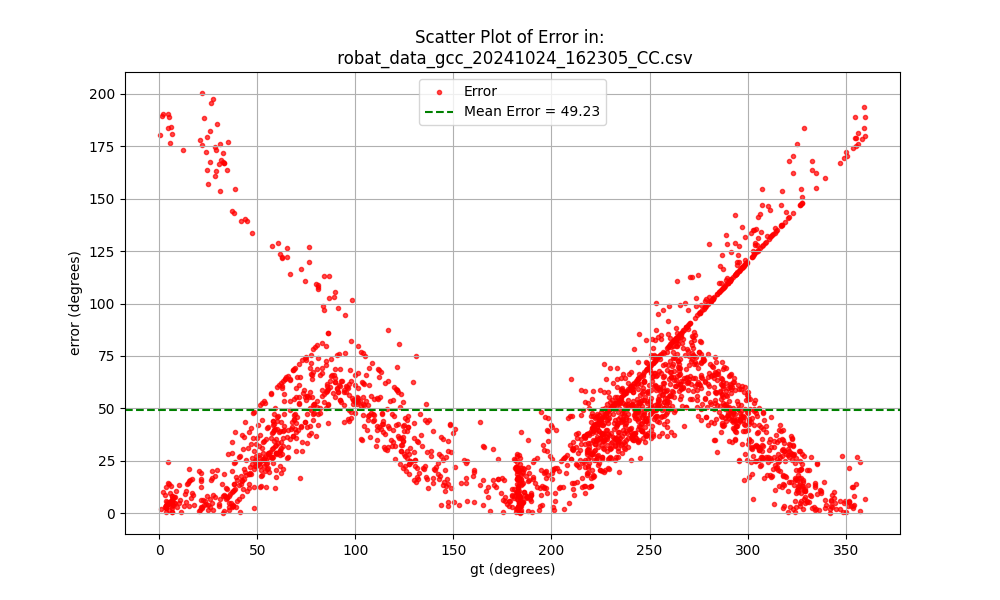 Scatter Plot of Error in:
robat_data_gcc_20241024_162305_CC.csv
Error
Mean Error = 49.23
error (degrees)
200
175
150
125
100
75
50
25
0
0 50 100 150 200 250 300 350
gt (degrees)